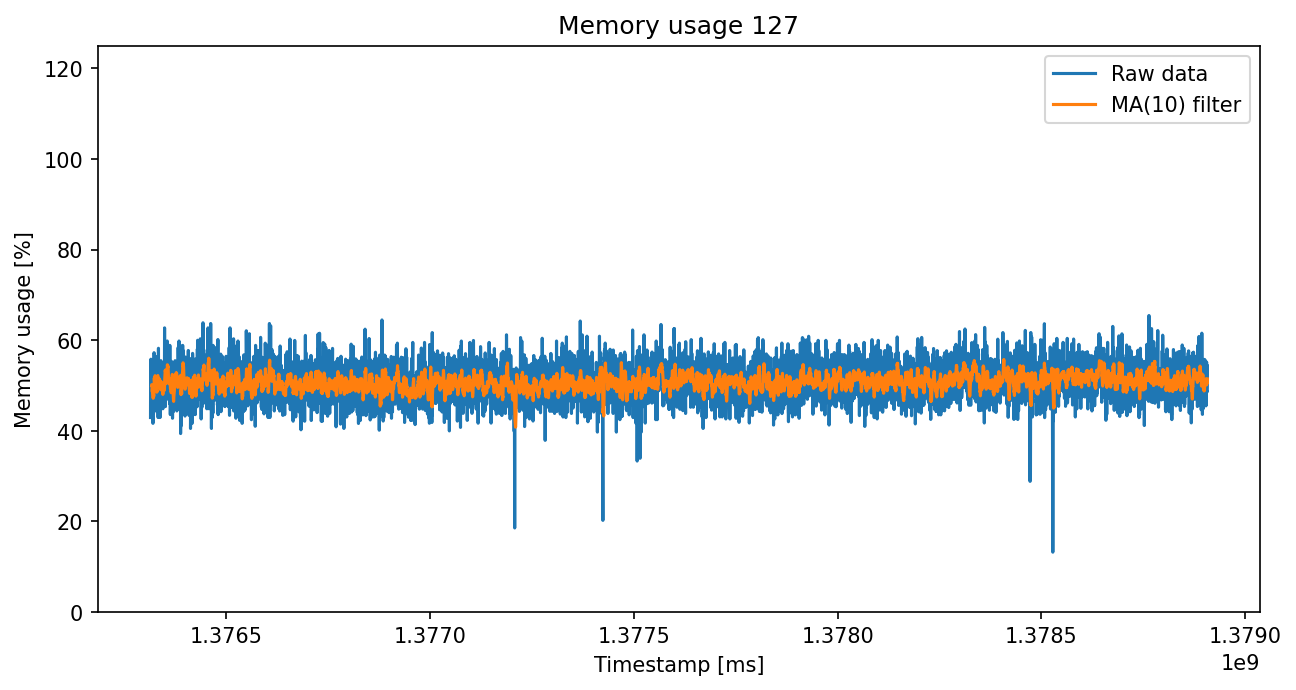 Memory usage 127
Raw data
MA(10) filter
Memory usage [%]
120
100
80
60
40
20
0
1.3765 1.3770 1.3775 1.3780 1.3785 1.3790
1e9
Timestamp [ms]